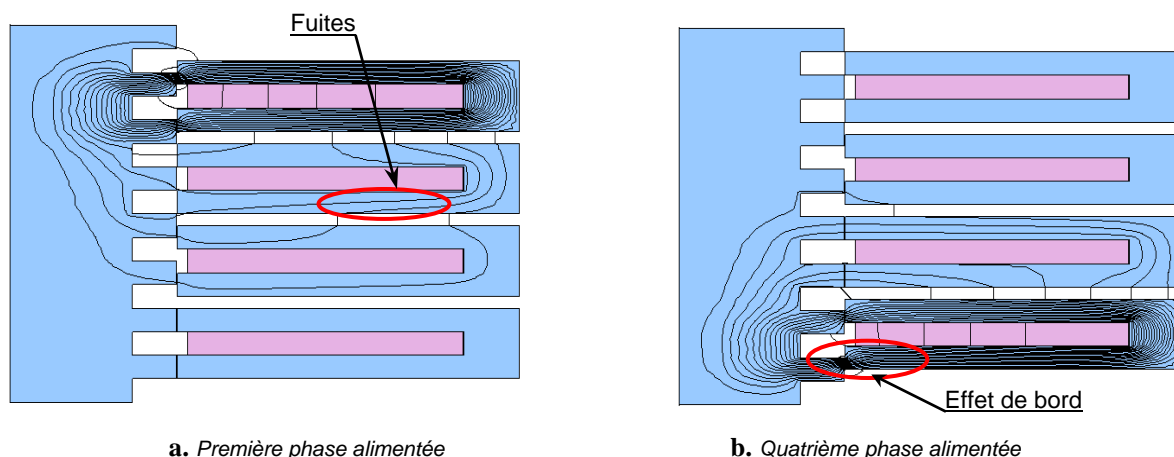 Fuites
Effet de bord
a. Première phase alimentée
b. Quatrième phase alimentée